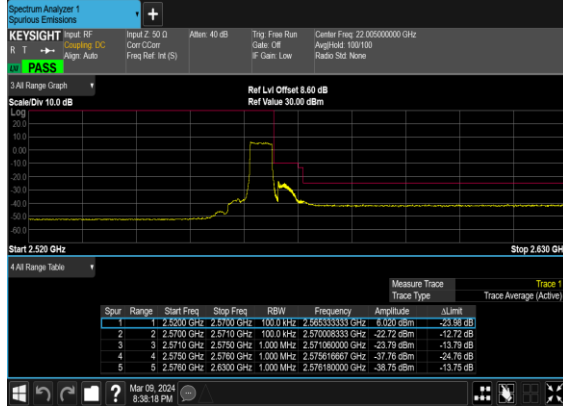 Spectrum Analyzer 1
Spurious Emissions
KEYSIGHT Input: RF Input Z: 50 Ω Atten: 40 dB Trig: Free Run Center Freq: 22.005000000 GHz
R T Coupling: DC Corr CCorr Gate: Off Avg|Hold: 100/100
Align: Auto Freq Ref: Int (S) IF Gain: Low Radio Std: None
PASS
3 All Range Graph
Ref Lvl Offset 8.60 dB
Scale/Div 10.0 dB Ref Value 30.00 dBm
Log
20.0
10.0
0.00
-10.0
-20.0
-30.0
-40.0
-50.0
-60.0
Start 2.520 GHz Stop 2.630 GH
4 All Range Table
Measure Trace Trace 1
Trace Type Trace Average (Active)
Spur Range Start Freq Stop Freq RBW Frequency Amplitude ΔLimit
1 1 2.5200 GHz 2.5700 GHz 100.0 kHz 2.565333333 GHz 6.020 dBm -23.98 dB
2 2 2.5700 GHz 2.5710 GHz 100.0 kHz 2.570008333 GHz -22.72 dBm -12.72 dB
3 3 2.5710 GHz 2.5750 GHz 1.000 MHz 2.571060000 GHz -23.79 dBm -13.79 dB
4 4 2.5750 GHz 2.5760 GHz 1.000 MHz 2.575616667 GHz -37.76 dBm -24.76 dB
5 5 2.5760 GHz 2.6300 GHz 1.000 MHz 2.576180000 GHz -38.75 dBm -13.75 dB
Mar 09, 2024
8:38:18 PM